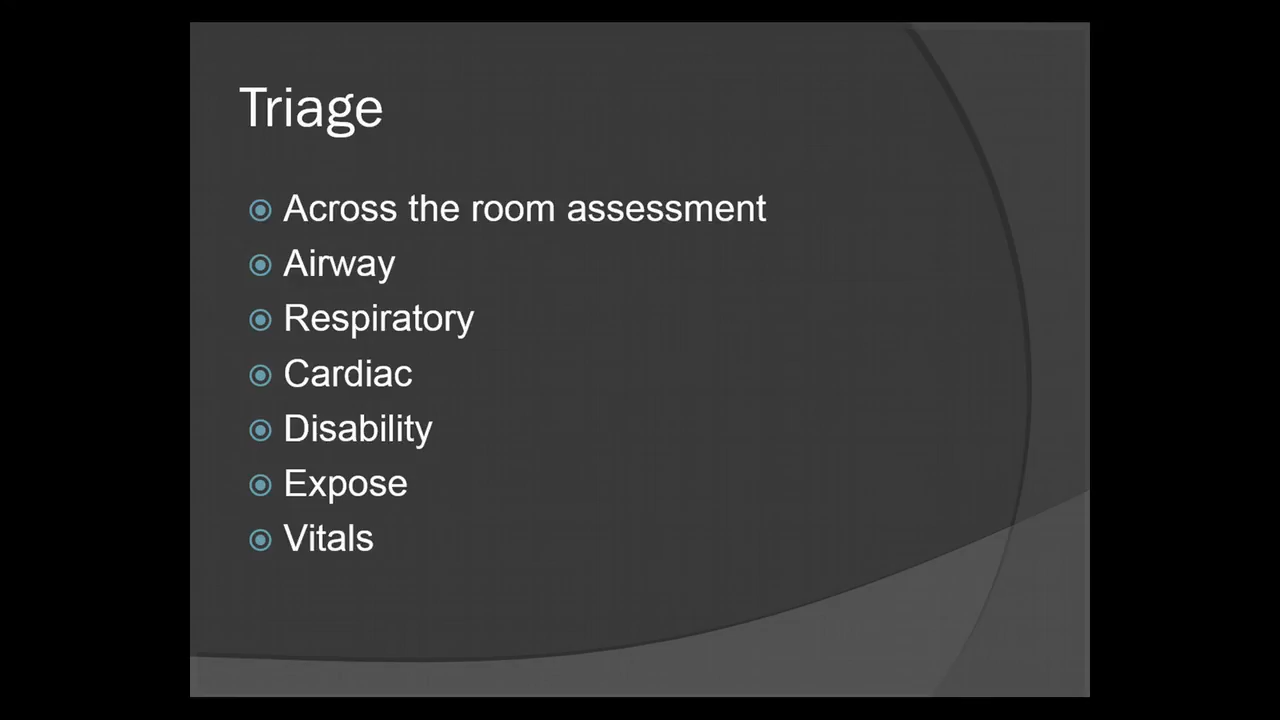 Triage
Across the room assessment
Airway
Respiratory
Cardiac
Disability
Expose
Vitals